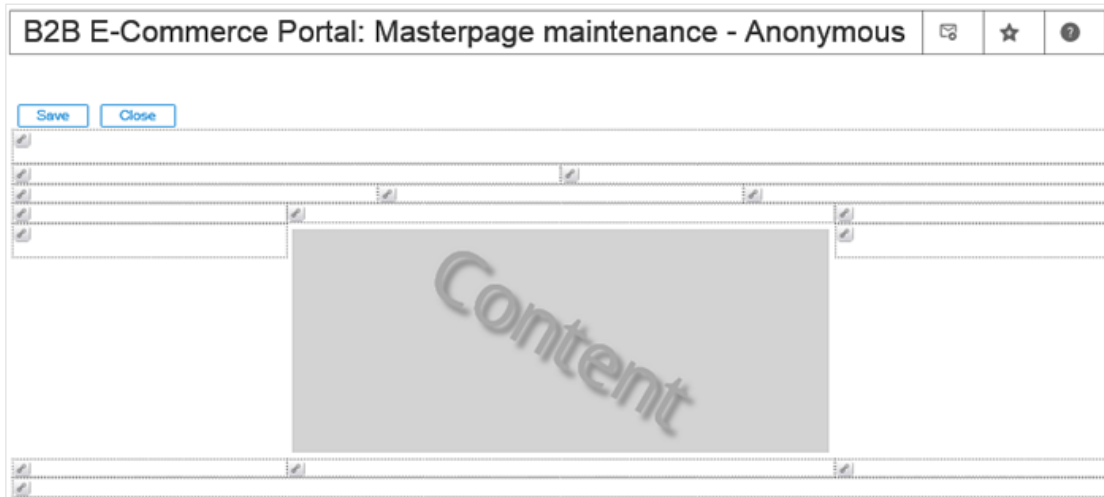 B2B E-Commerce Portal: Masterpage maintenance - Anonymous
?
Save Close
Content